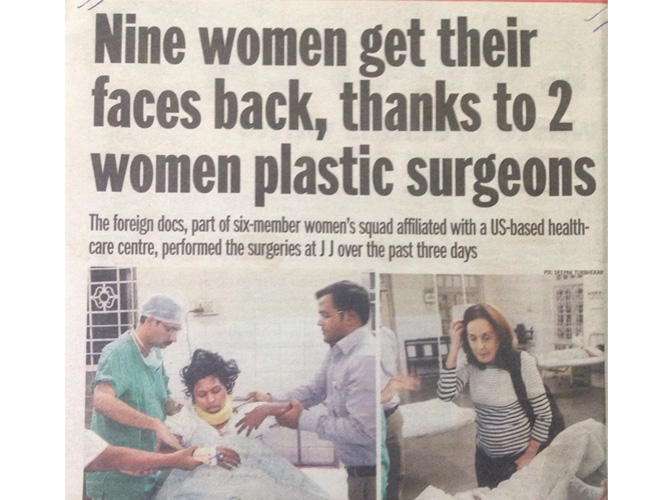 Nine women get their
faces back, thanks to 2
women plastic surgeons
The foreign docs, part of six-member women's squad affiliated with a US-based health-
care centre, performed the surgeries at J J over the past three days